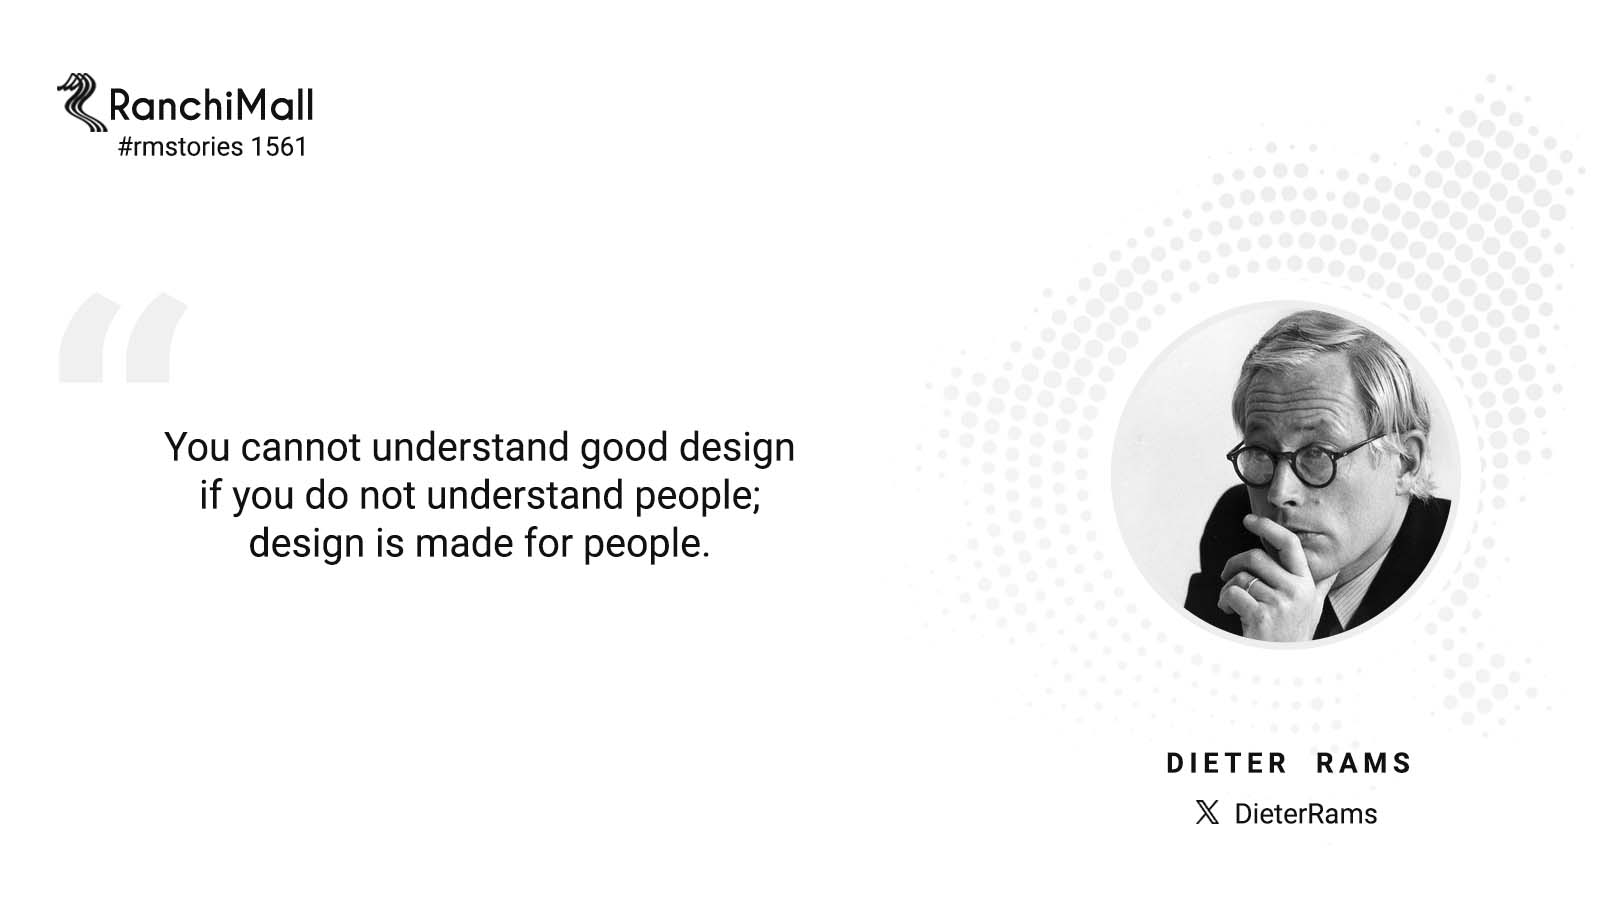 RanchiMall
#rmstories 1561
“
You cannot understand good design
if you do not understand people;
design is made for people.
DIETER RAMS
𝕏 DieterRams